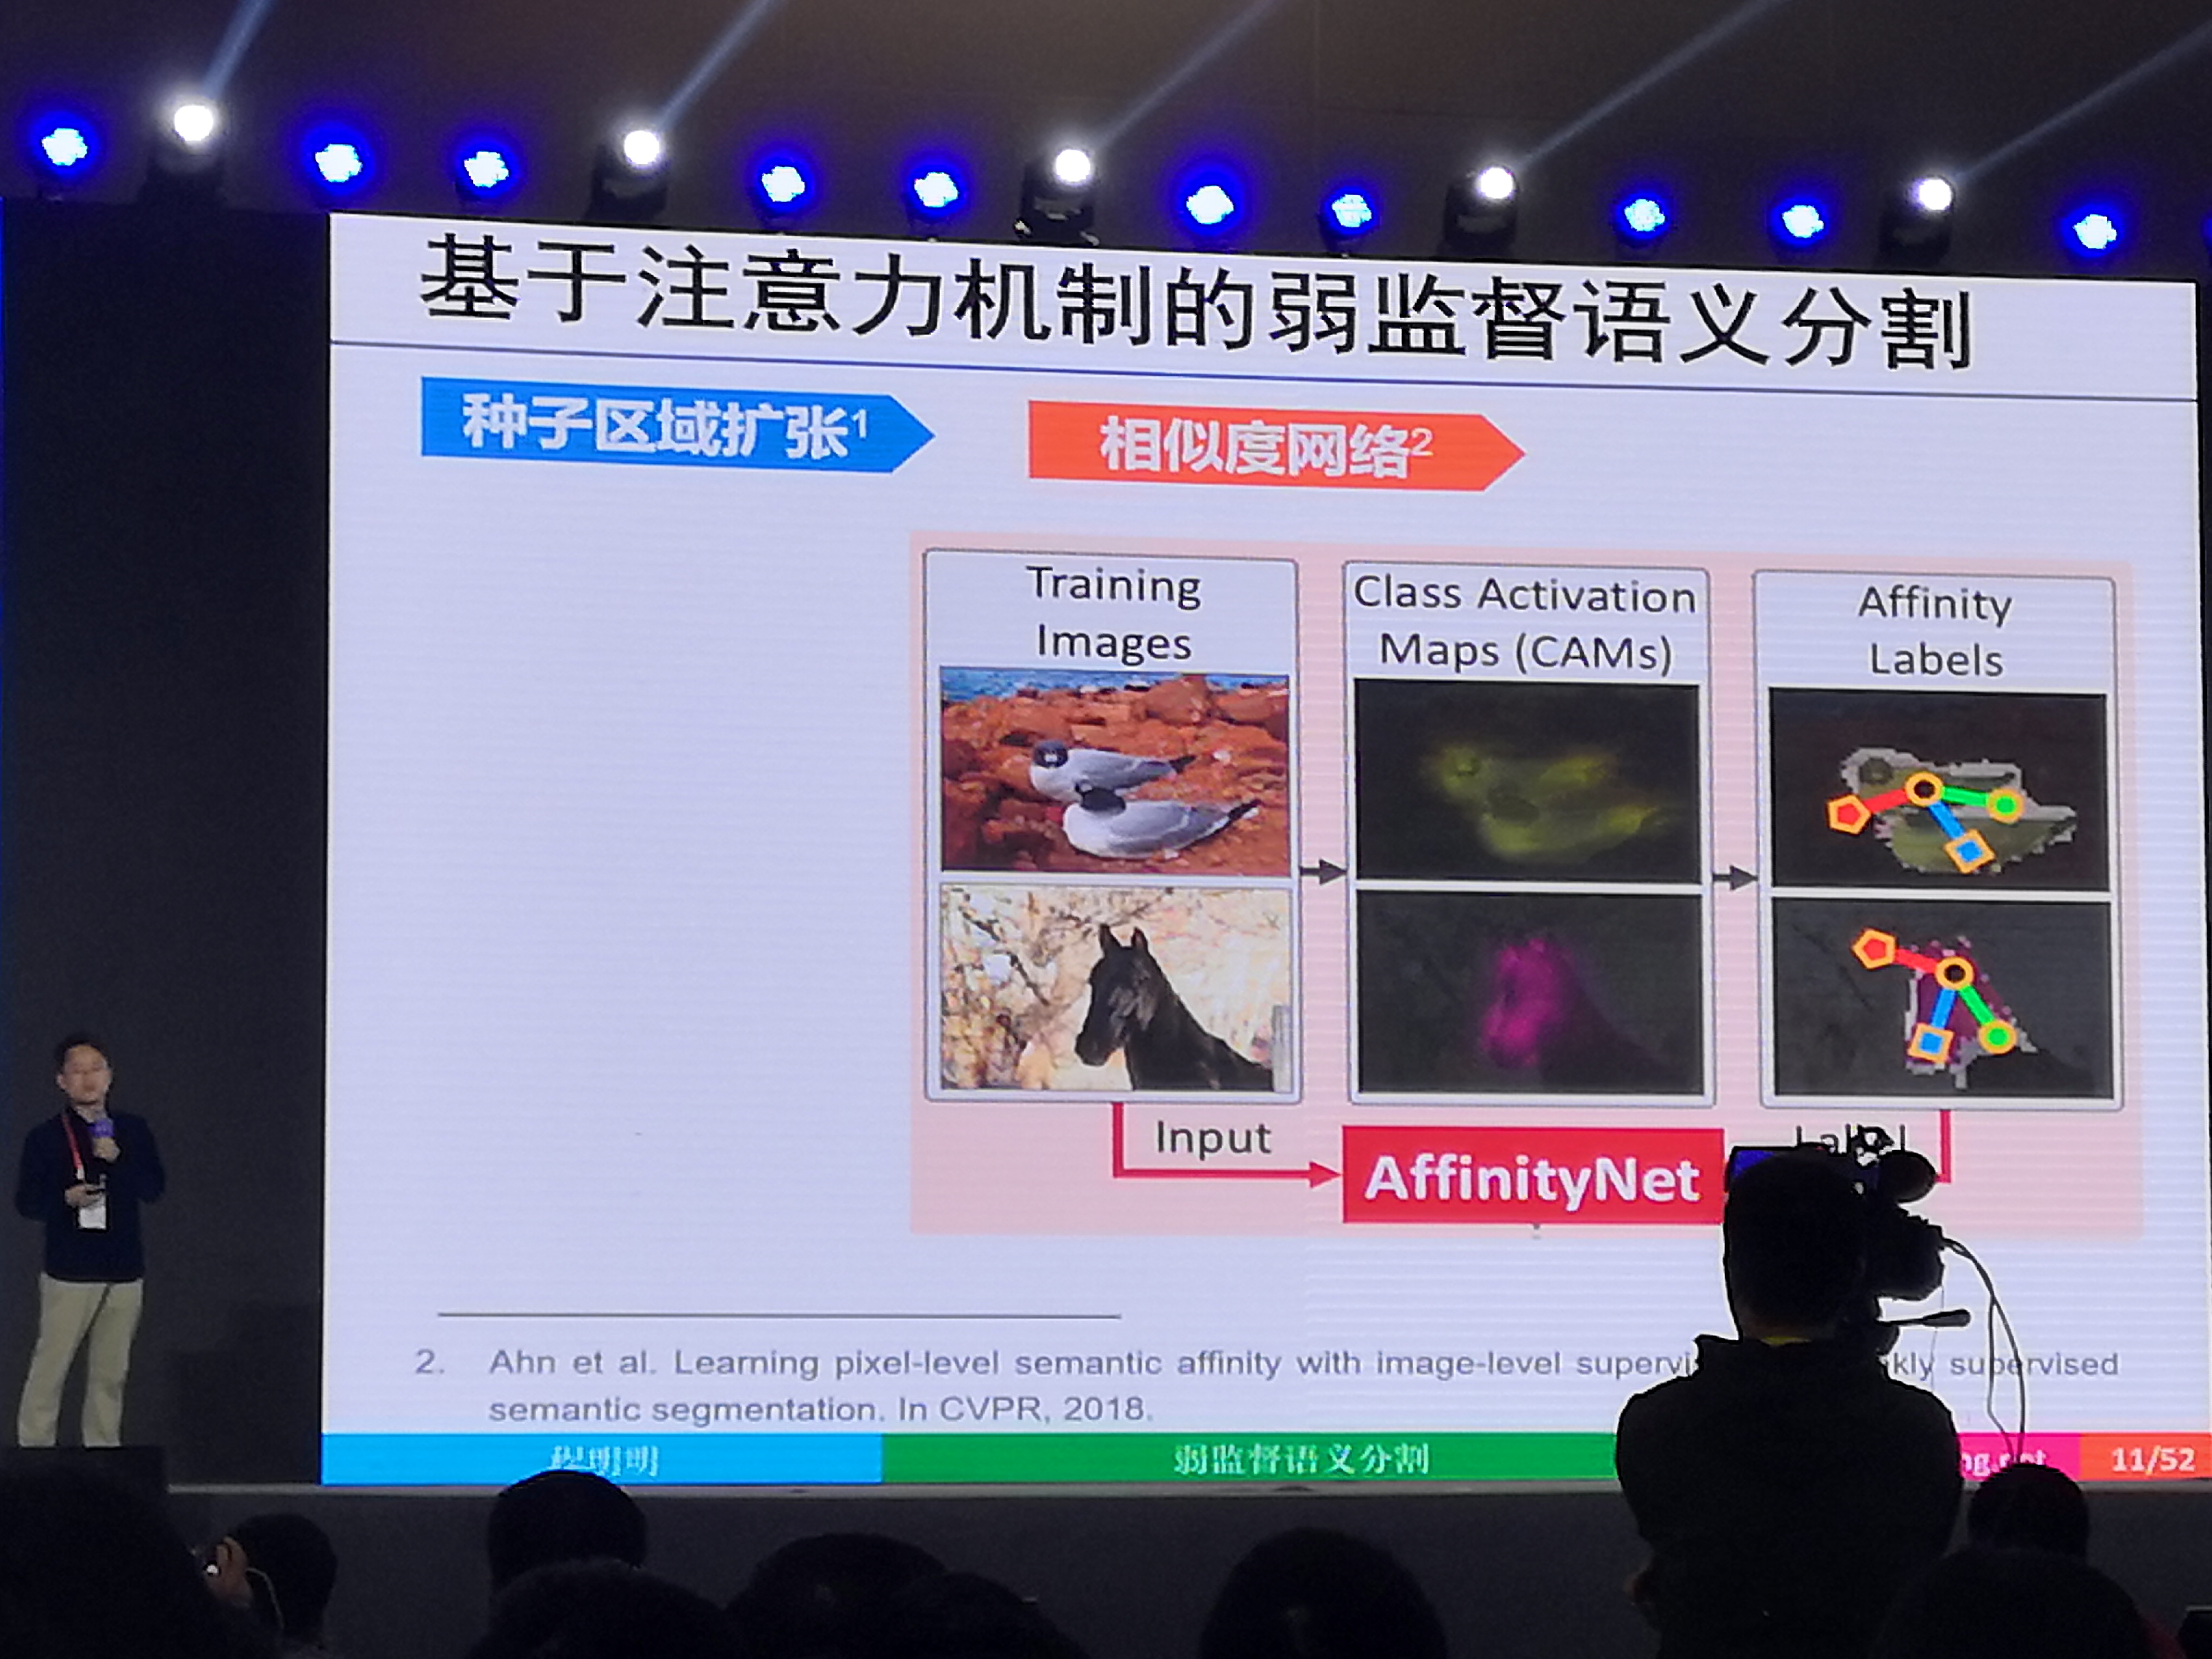 基于注意力机制的弱监督语义分割
种子区域扩张1
相似度网络2
Training
Images
Class Activation
Maps (CAMs)
Affinity
Labels
Input
Label
AffinityNet
2. Ahn et al. Learning pixel-level semantic affinity with image-level supervi kly supervised
semantic segmentation. In CVPR, 2018.
程明明
弱监督语义分割
11/52